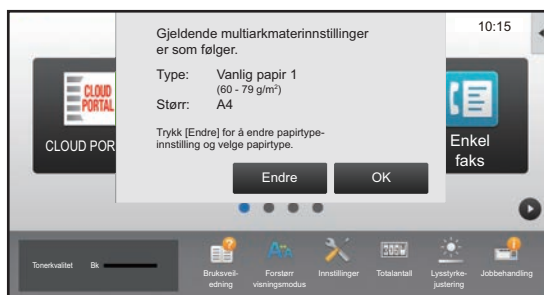 10:15
Gjeldende multiarkmaterinnstillinger
er som følger.
Type: Vanlig papir 1
(60 - 79 g/m²)
Størr: A4
Trykk [Endre] for å endre papirtype-
innstilling og velge papirtype.
Endre OK
CLOUD
PORTAL
CLOUD POR
Enkel
faks
Tonerkvalitet Bk
Bruksveil-
edning
Forstørr
visningsmodus
Innstillinger
Totalantall
Lysstyrke-
justering
Jobbehandling